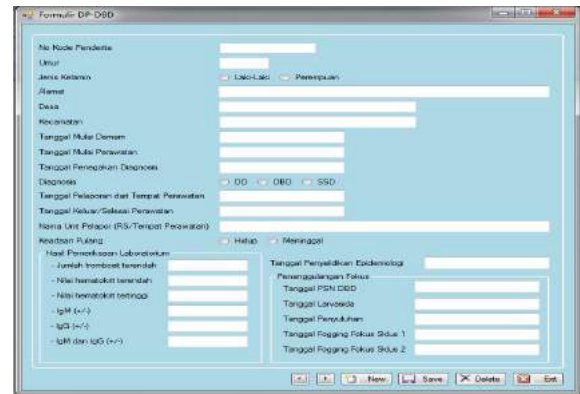 Formulir DP-DBD
No Kode Penderita
Umur
Jenis Kelamin
Laki-Laki
Perempuan
Alamat
Desa
Kecamatan
Tanggal Mulai Demam
Tanggal Mulai Perawatan
Tanggal Penegakan Diagnosis
Diagnosis
DD
DBD
SSD
Tanggal Pelaporan dari Tempat Perawatan
Tanggal Keluar/Selesai Perawatan
Nama Unit Pelapor (RS/Tempat Perawatan)
Keadaan Pulang
Hidup
Meninggal
Hasil Pemeriksaan Laboratorium
- Jumlah trombosit terendah
- Nilai hematokrit terendah
- Nilai hematokrit tertinggi
- IgM (+/-)
- IgG (+/-)
- IgM dan IgG (+/-)
Tanggal Penyelidikan Epidemiologi
Penanggulangan Fokus
Tanggal PSN DBD
Tanggal Larvasida
Tanggal Penyuluhan
Tanggal Fogging Fokus Siklus 1
Tanggal Fogging Fokus Siklus 2
New
Save
Delete
Exit